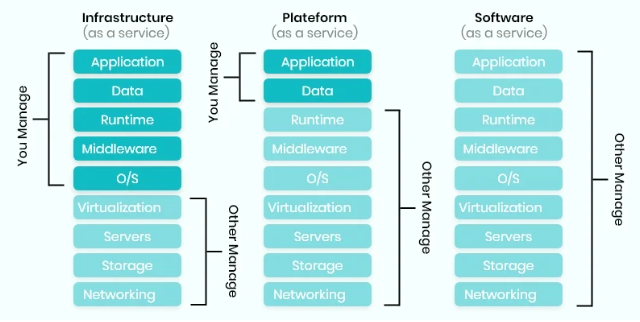 Infrastructure
(as a service)
You Manage
Application
Data
Runtime
Middleware
O/S
Virtualization
Servers
Storage
Networking
Other Manage
Plateform
(as a service)
You Manage
Application
Data
Runtime
Middleware
O/S
Virtualization
Servers
Storage
Networking
Other Manage
Software
(as a service)
Application
Data
Runtime
Middleware
O/S
Virtualization
Servers
Storage
Networking
Other Manage